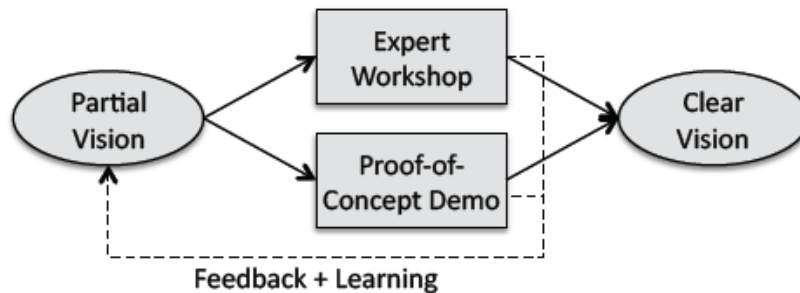 Partial
Vision
Expert
Workshop
Proof-of-
Concept Demo
Clear
Vision
Feedback + Learning